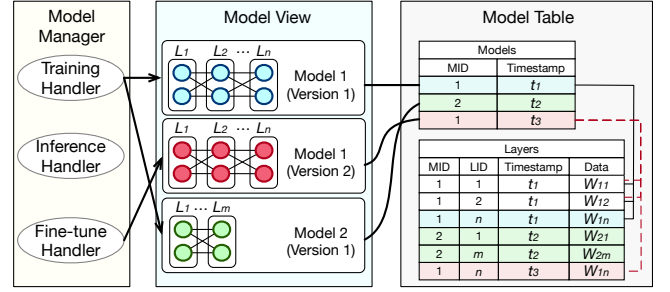 Model
Manager
Training
Handler
Inference
Handler
Fine-tune
Handler
Model View
L1 L2 ... Ln
Model 1
(Version 1)
L1 L2 ... Ln
Model 1
(Version 2)
L1 ... Lm
Model 2
(Version 1)
Model Table
Models
MID Timestamp
1 t1
2 t2
1 t3
Layers
MID LID Timestamp Data
1 1 t1 W11
1 2 t1 W12
1 n t1 W1n
2 1 t2 W21
2 m t2 W2m
1 n t3 W1n